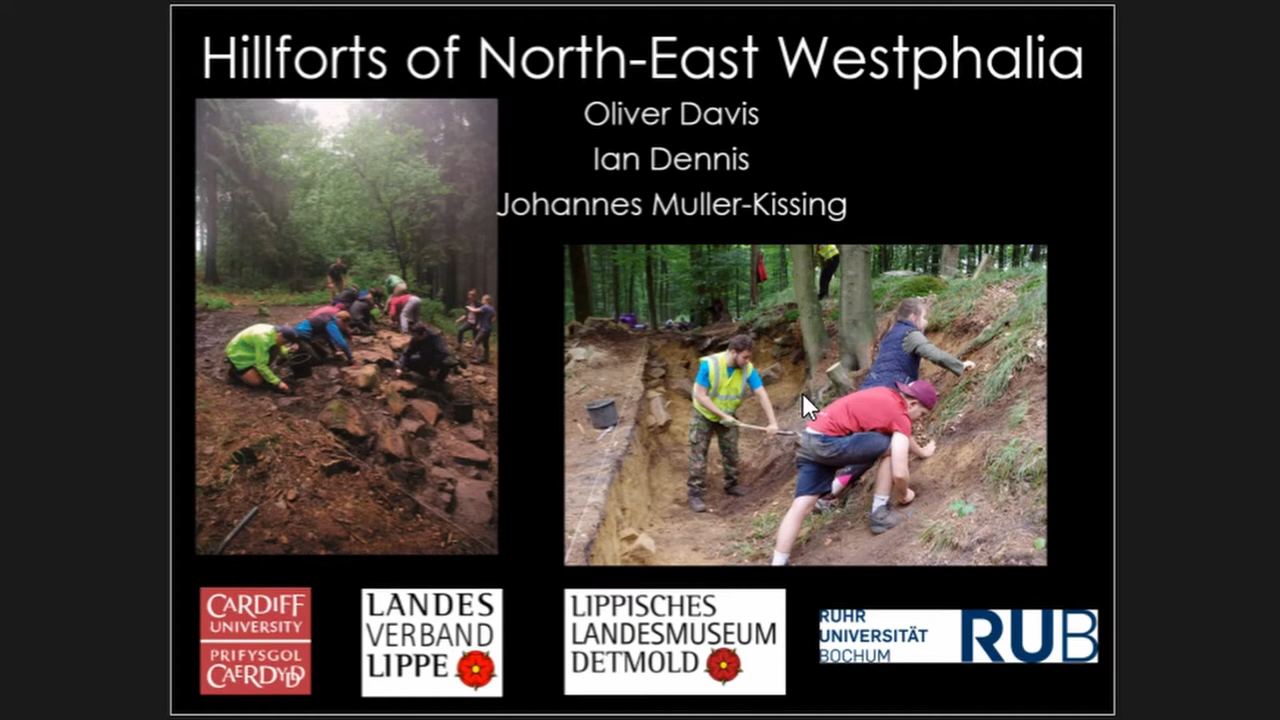 Hillforts of North-East Westphalia
Oliver Davis
Ian Dennis
Johannes Muller-Kissing
CARDIFF
UNIVERSITY
PRIFYSGOL
CAERDYDD
LANDES
VERBAND
LIPPE
LIPPISCHES
LANDESMUSEUM
DETMOLD
RUHR
UNIVERSITÄT
BOCHUM
RUB